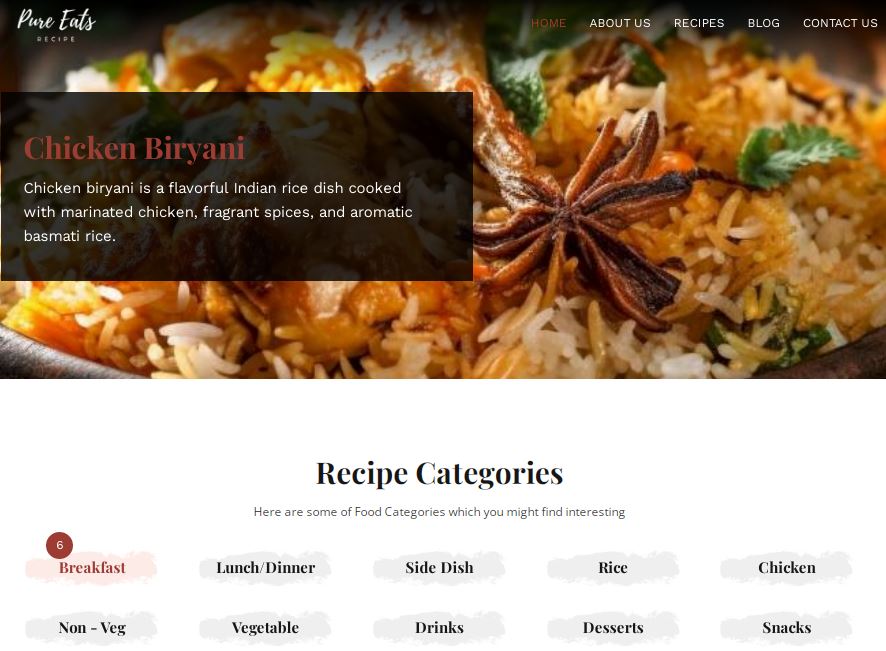 Pure Eats
RECIPE
HOME ABOUT US RECIPES BLOG CONTACT US
Chicken Biryani
Chicken biryani is a flavorful Indian rice dish cooked
with marinated chicken, fragrant spices, and aromatic
basmati rice.
Recipe Categories
Here are some of Food Categories which you might find interesting
6
Breakfast Lunch/Dinner Side Dish Rice Chicken
Non - Veg Vegetable Drinks Desserts Snacks